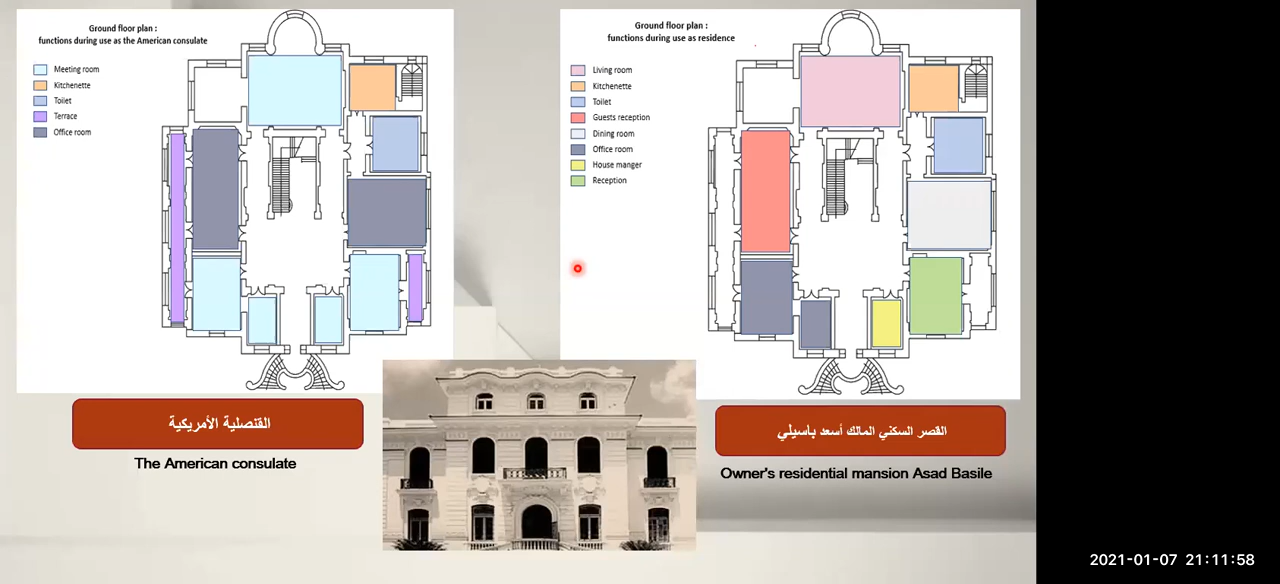 Ground floor plan :
functions during use as the American consulate
Meeting room
Kitchenette
Toilet
Terrace
Office room
Ground floor plan :
functions during use as residence
Living room
Kitchenette
Toilet
Guests reception
Dining room
Office room
House manger
Reception
القنصلية الأمريكية
The American consulate
القصر السكني المالك أسعد باسيلي
Owner's residential mansion Asad Basile
2021-01-07 21:11:58